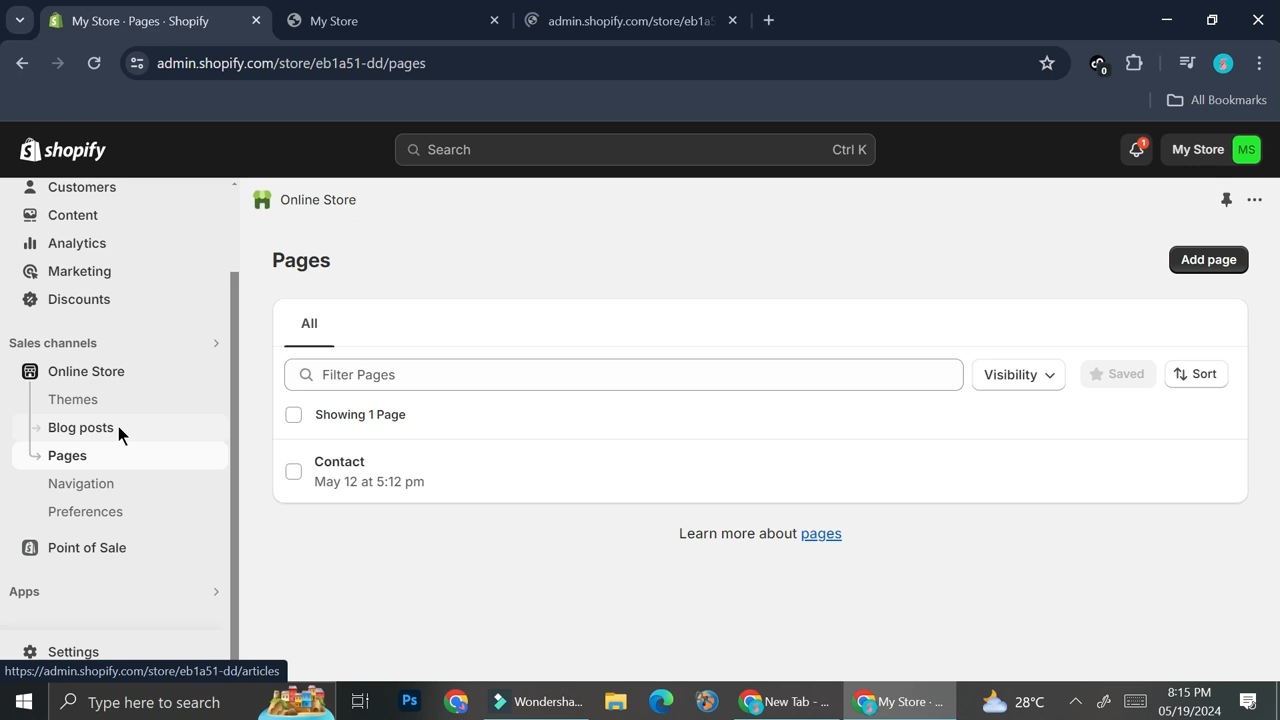 My Store · Pages · Shopify
My Store
admin.shopify.com/store/eb1a5
admin.shopify.com/store/eb1a51-dd/pages
0
All Bookmarks
shopify
Search
Ctrl K
1
My Store
MS
Customers
Content
Analytics
Marketing
Discounts
Sales channels
Online Store
Themes
Blog posts
Pages
Navigation
Preferences
Point of Sale
Apps
Settings
Online Store
Pages
Add page
All
Filter Pages
Visibility
Saved
Sort
Showing 1 Page
Contact
May 12 at 5:12 pm
Learn more about pages
https://admin.shopify.com/store/eb1a51-dd/articles
Type here to search
Ps
Wondersha...
New Tab - ...
My Store · ...
28°C
8:15 PM
05/19/2024